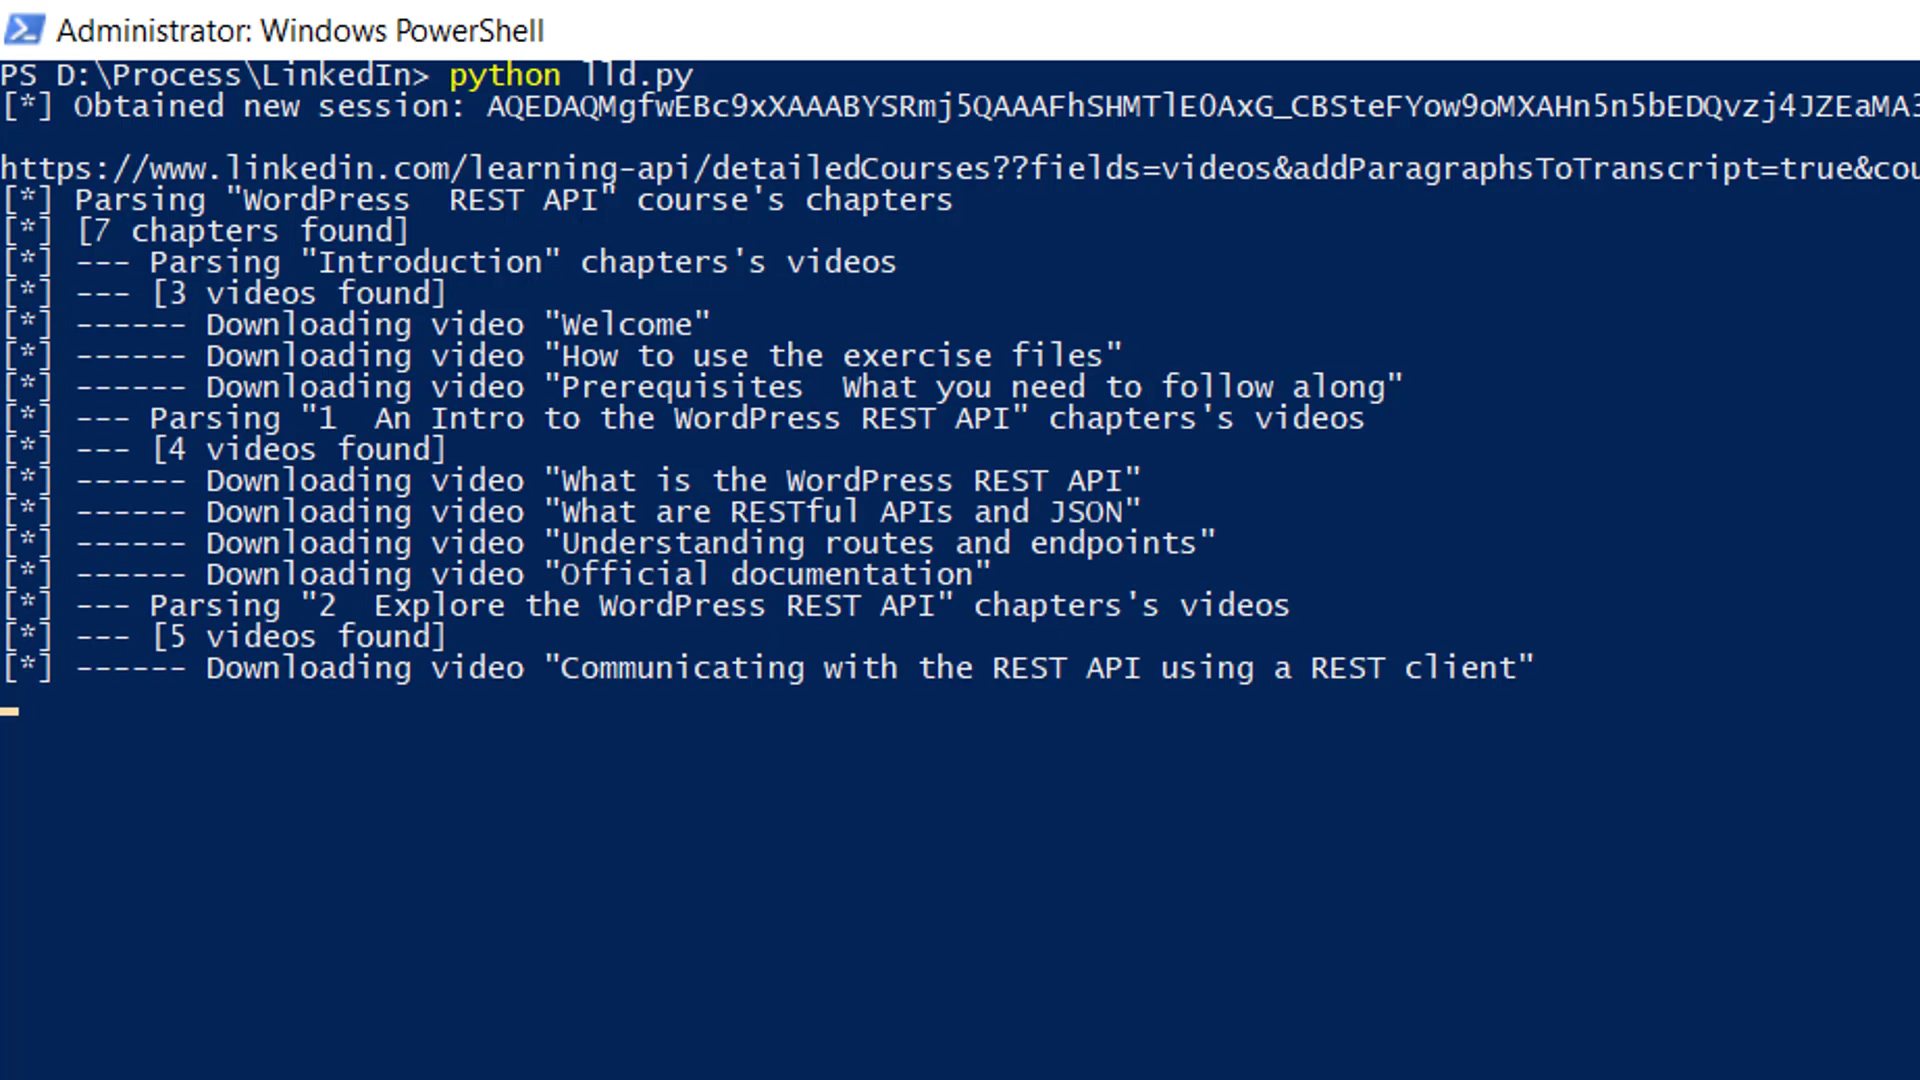 Administrator: Windows PowerShell
PS D:\Process\LinkedIn> python lld.py
[*] Obtained new session: AQEDAQMgfwEBc9xXAAABYSRmj5QAAAFhSHMTlE0AxG_CBSteFYow9oMXAHn5n5bEDQvzj4JZEaMA3
https://www.linkedin.com/learning-api/detailedCourses??fields=videos&addParagraphsToTranscript=true&cou
[*] Parsing "WordPress  REST API" course's chapters
[*] [7 chapters found]
[*] --- Parsing "Introduction" chapters's videos
[*] --- [3 videos found]
[*] ------ Downloading video "Welcome"
[*] ------ Downloading video "How to use the exercise files"
[*] ------ Downloading video "Prerequisites  What you need to follow along"
[*] --- Parsing "1  An Intro to the WordPress REST API" chapters's videos
[*] --- [4 videos found]
[*] ------ Downloading video "What is the WordPress REST API"
[*] ------ Downloading video "What are RESTful APIs and JSON"
[*] ------ Downloading video "Understanding routes and endpoints"
[*] ------ Downloading video "Official documentation"
[*] --- Parsing "2  Explore the WordPress REST API" chapters's videos
[*] --- [5 videos found]
[*] ------ Downloading video "Communicating with the REST API using a REST client"